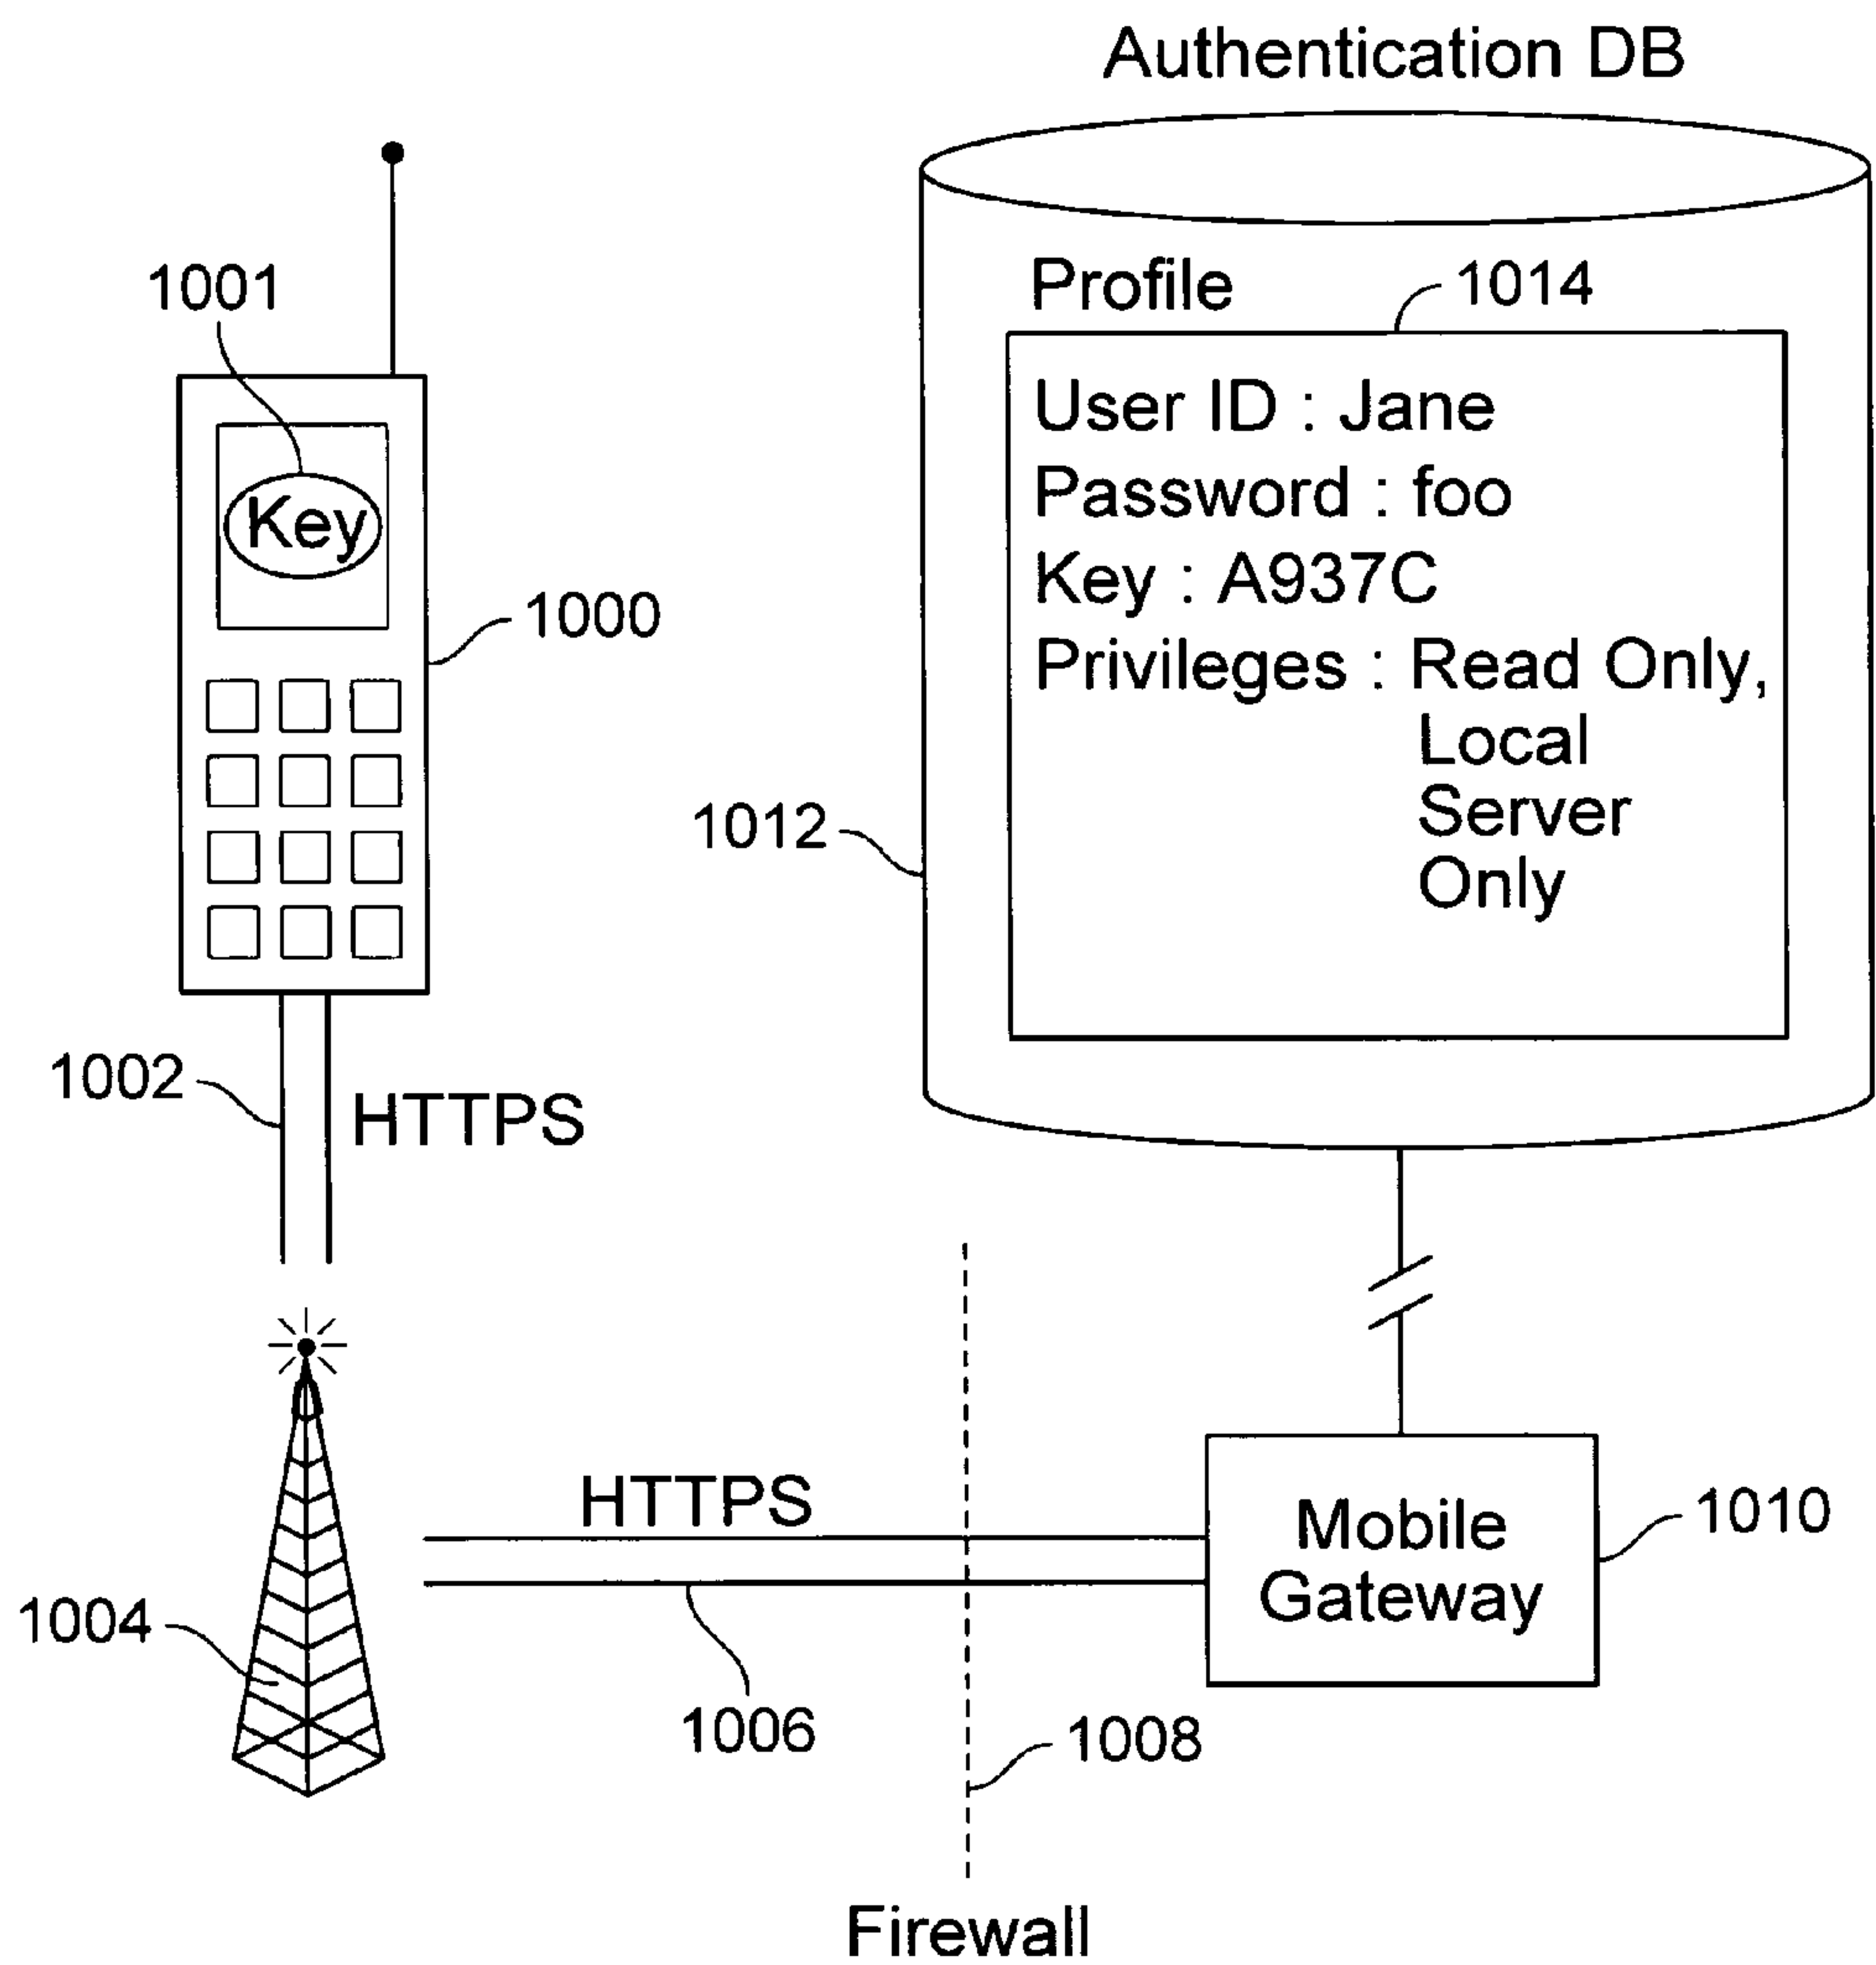 Authentication DB
1001
Profile
1014
Key
User ID : Jane
Password : foo
Key : A937C
Privileges : Read Only,
Local
Server
Only
1000
1012
1002
HTTPS
HTTPS
Mobile
Gateway
1010
1004
1006
1008
Firewall